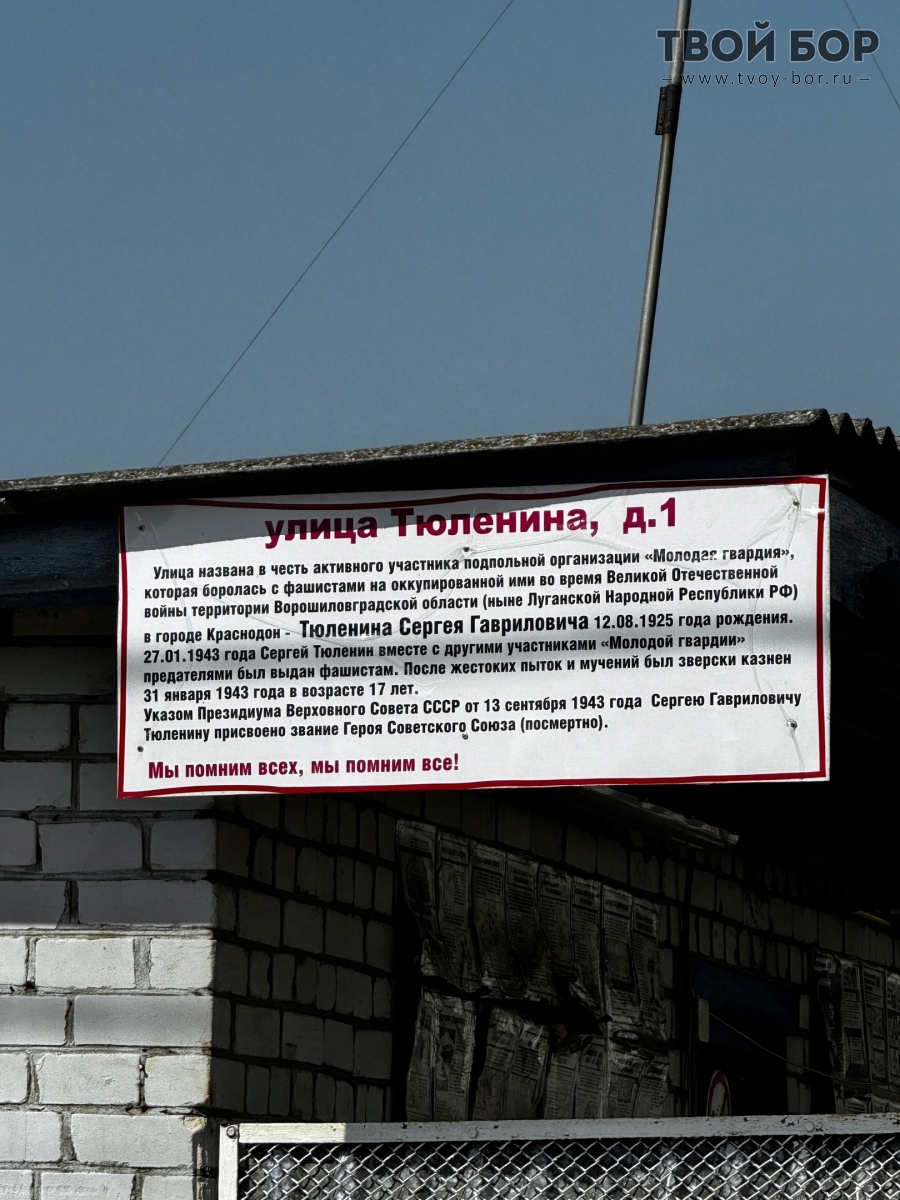 ТВОЙ БОР
– www.tvoy-bor.ru –
улица Тюленина, д.1
Улица названа в честь активного участника подпольной организации «Молодая гвардия»,
которая боролась с фашистами на оккупированной ими во время Великой Отечественной
войны территории Ворошиловградской области (ныне Луганской Народной Республики РФ)
в городе Краснодон - Тюленина Сергея Гавриловича 12.08.1925 года рождения.
27.01.1943 года Сергей Тюленин вместе с другими участниками «Молодой гвардии»
предателями был выдан фашистам. После жестоких пыток и мучений был зверски казнен
31 января 1943 года в возрасте 17 лет.
Указом Президиума Верховного Совета СССР от 13 сентября 1943 года Сергею Гавриловичу
Тюленину присвоено звание Героя Советского Союза (посмертно).
Мы помним всех, мы помним все!